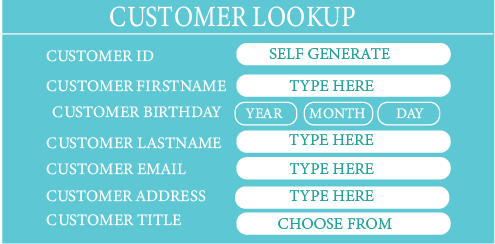 CUSTOMER LOOKUP
CUSTOMER ID SELF GENERATE
CUSTOMER FIRSTNAME TYPE HERE
CUSTOMER BIRTHDAY YEAR MONTH DAY
CUSTOMER LASTNAME TYPE HERE
CUSTOMER EMAIL TYPE HERE
CUSTOMER ADDRESS TYPE HERE
CUSTOMER TITLE CHOOSE FROM